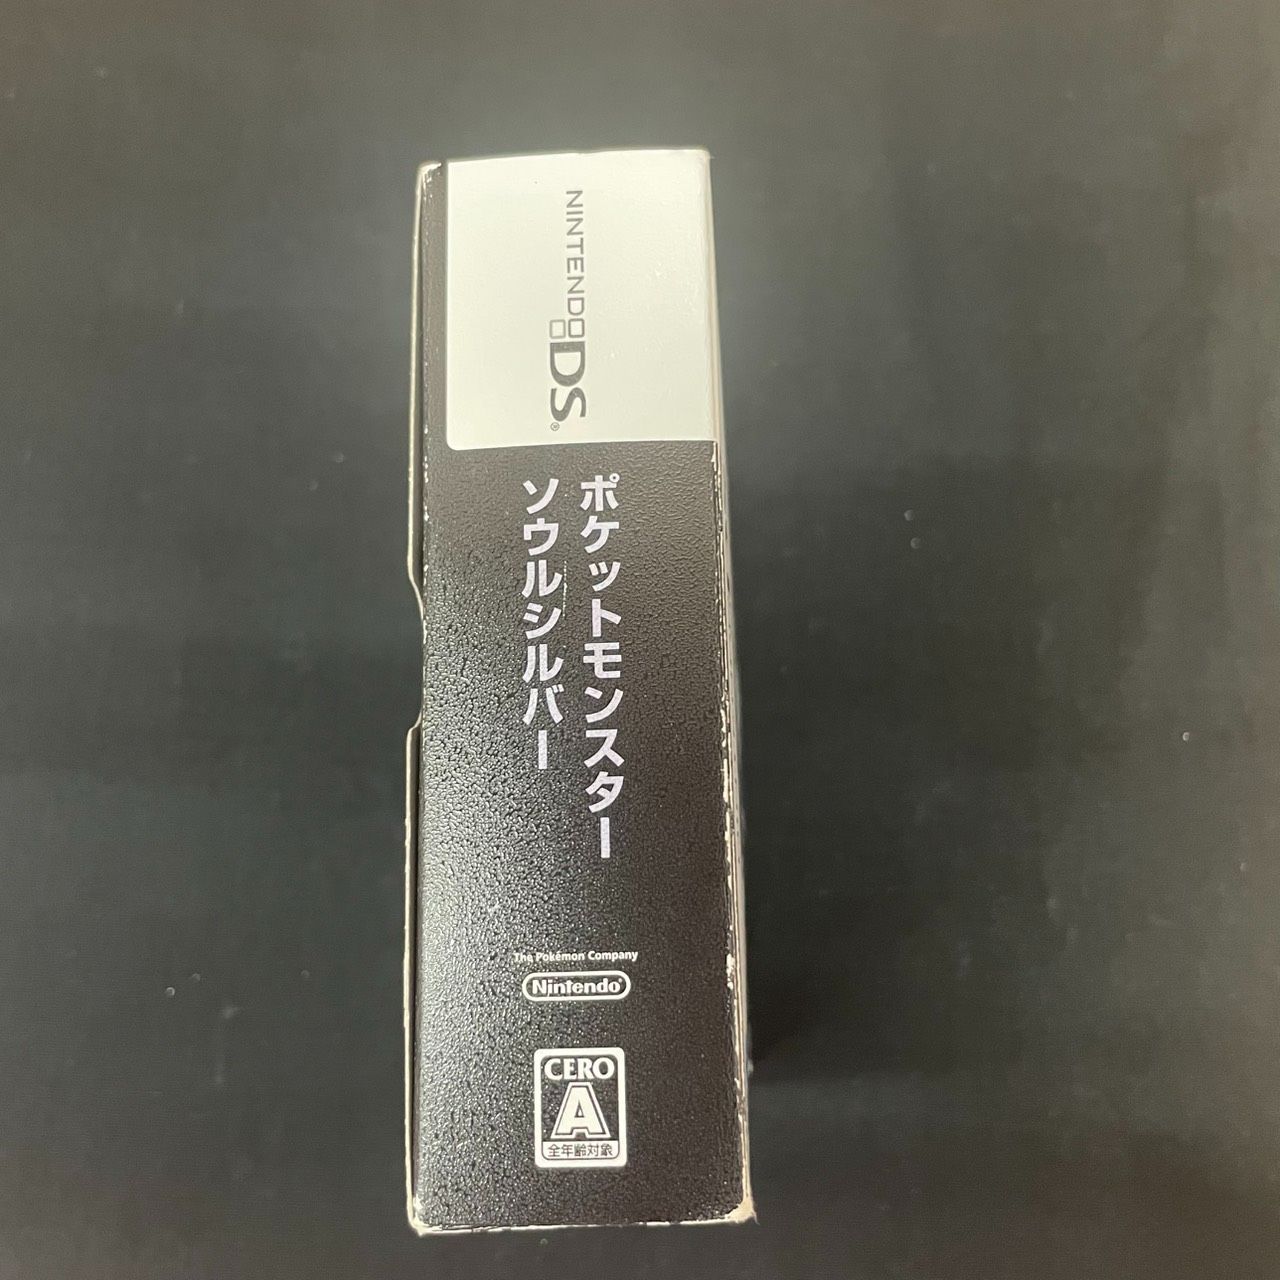 NINTENDO DS®
ポケットモンスター
ソウルシルバー
The Pokémon Company
Nintendo®
CERO
A
全年齢対象